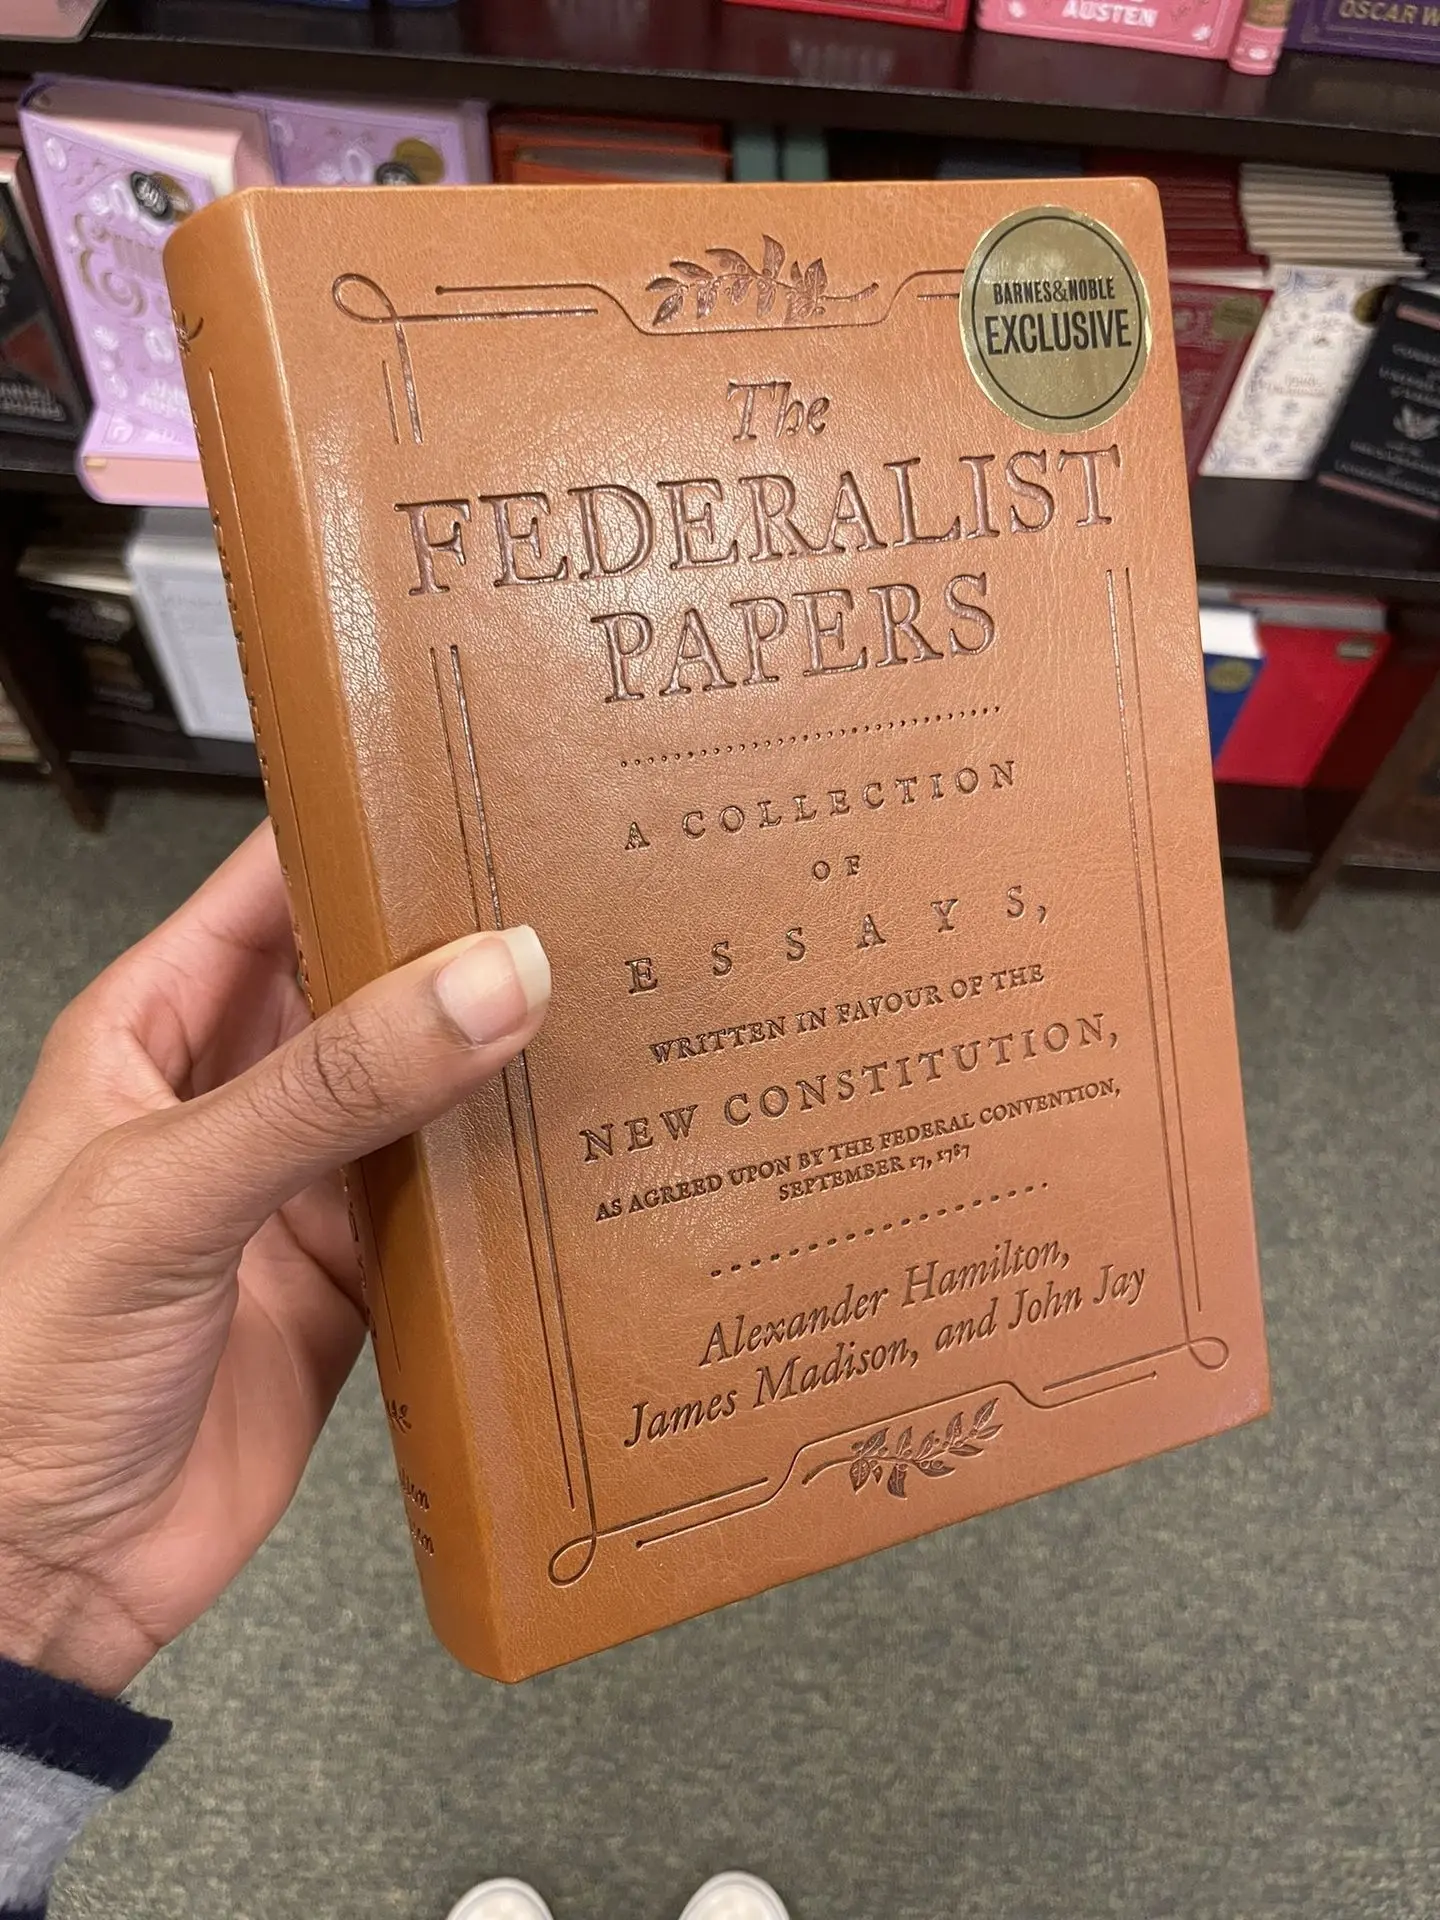 AUSTEN
OSCAR W
BARNES&NOBLE
EXCLUSIVE
The
FEDERALIST
PAPERS
A COLLECTION
OF
ESSAYS,
WRITTEN IN FAVOUR OF THE
NEW CONSTITUTION,
AS AGREED UPON BY THE FEDERAL CONVENTION,
SEPTEMBER 17, 1787
Alexander Hamilton,
James Madison, and John Jay